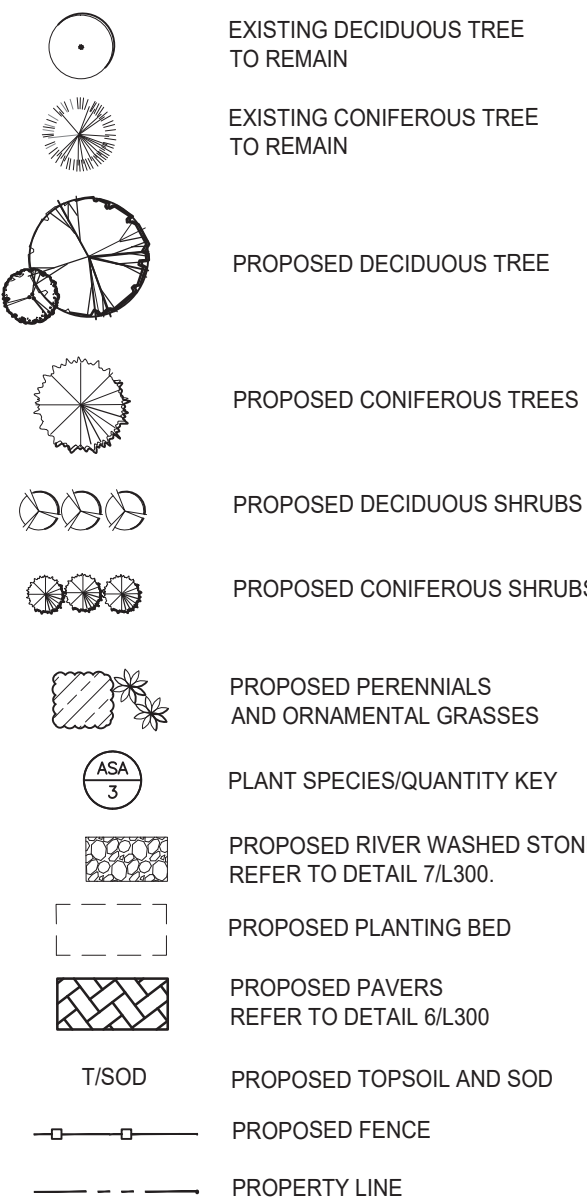 EXISTING DECIDUOUS TREE
TO REMAIN
EXISTING CONIFEROUS TREE
TO REMAIN
PROPOSED DECIDUOUS TREE
PROPOSED CONIFEROUS TREES
PROPOSED DECIDUOUS SHRUBS
PROPOSED CONIFEROUS SHRUBS
PROPOSED PERENNIALS
AND ORNAMENTAL GRASSES
ASA
3
PLANT SPECIES/QUANTITY KEY
PROPOSED RIVER WASHED STON
REFER TO DETAIL 7/L300.
PROPOSED PLANTING BED
PROPOSED PAVERS
REFER TO DETAIL 6/L300
T/SOD PROPOSED TOPSOIL AND SOD
PROPOSED FENCE
PROPERTY LINE